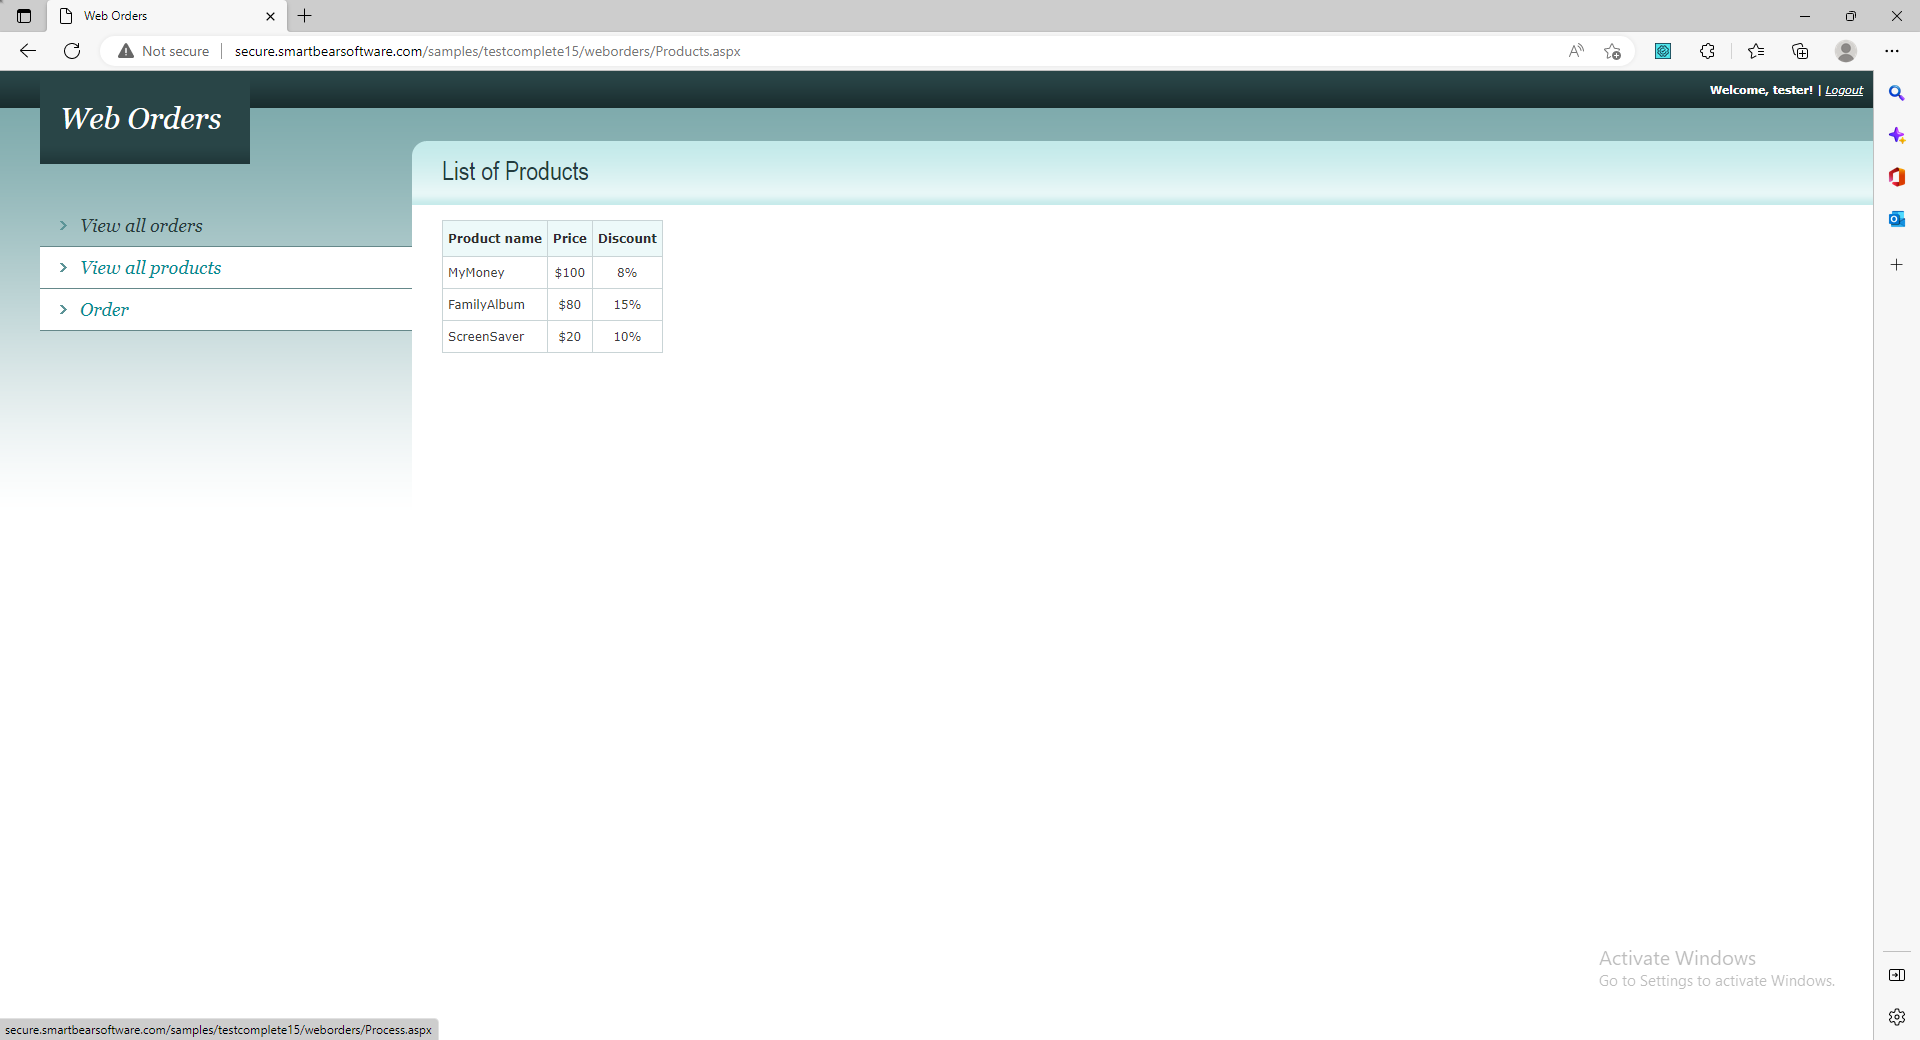 Web Orders
Not secure
secure.smartbearsoftware.com/samples/testcomplete15/weborders/Products.aspx
Welcome, tester! | Logout
Web Orders
List of Products
View all orders
View all products
Order
Product name Price Discount
MyMoney $100 8%
FamilyAlbum $80 15%
ScreenSaver $20 10%
Activate Windows
Go to Settings to activate Windows.
secure.smartbearsoftware.com/samples/testcomplete15/weborders/Process.aspx